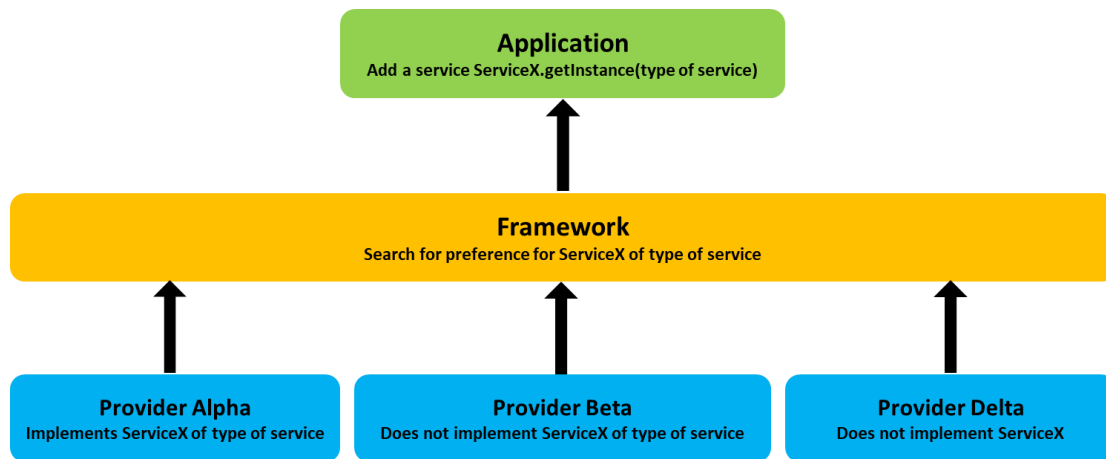 Application
Add a service ServiceX.getInstance(type of service)
Framework
Search for preference for ServiceX of type of service
Provider Alpha
Implements ServiceX of type of service
Provider Beta
Does not implement ServiceX of type of service
Provider Delta
Does not implement ServiceX